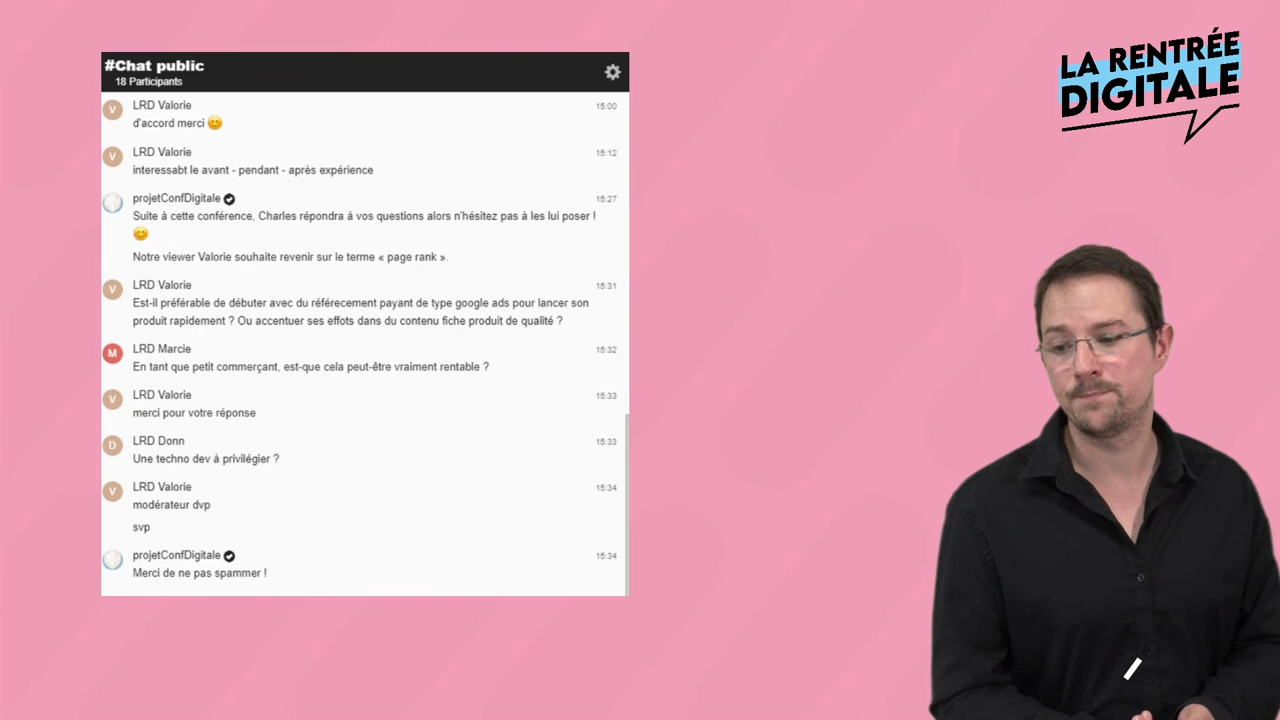 #Chat public
18 Participants
V LRD Valorie 15:00
d'accord merci 😊
V LRD Valorie 15:12
interessabt le avant - pendant - après expérience
projetConfDigitale 15:27
Suite à cette conférence, Charles répondra à vos questions alors n'hésitez pas à les lui poser !
😊
Notre viewer Valorie souhaite revenir sur le terme « page rank ».
V LRD Valorie 15:31
Est-il préférable de débuter avec du référecement payant de type google ads pour lancer son
produit rapidement ? Ou accentuer ses effots dans du contenu fiche produit de qualité ?
M LRD Marcie 15:32
En tant que petit commerçant, est-que cela peut-être vraiment rentable ?
V LRD Valorie 15:33
merci pour votre réponse
D LRD Donn 15:33
Une techno dev à privilégier ?
V LRD Valorie 15:34
modérateur dvp
svp
projetConfDigitale 15:34
Merci de ne pas spammer !
LA RENTRÉE
DIGITALE